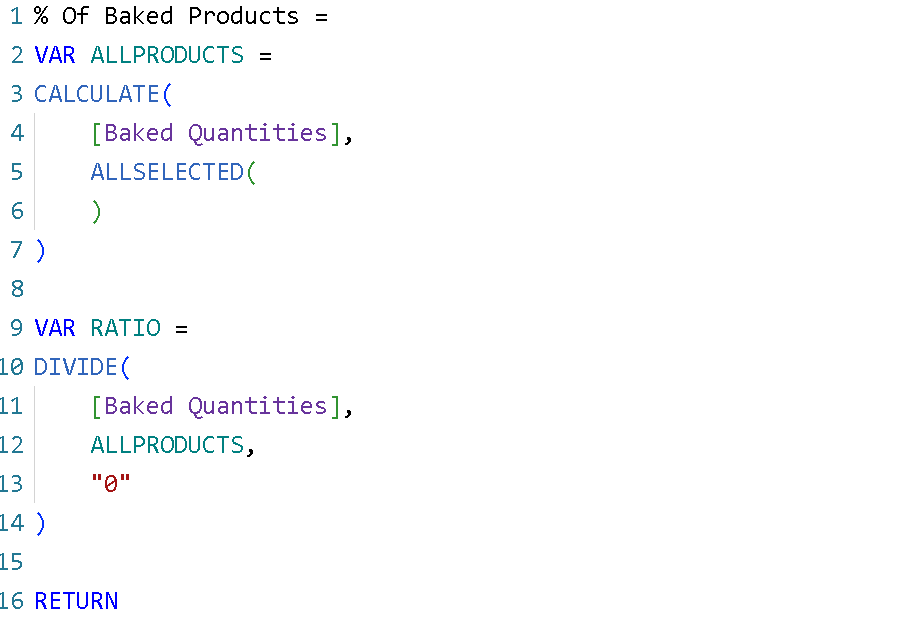 1 % Of Baked Products =
2 VAR ALLPRODUCTS =
3 CALCULATE(
4     [Baked Quantities],
5     ALLSELECTED(
6     )
7 )
8
9 VAR RATIO =
10 DIVIDE(
11     [Baked Quantities],
12     ALLPRODUCTS,
13     "0"
14 )
15
16 RETURN